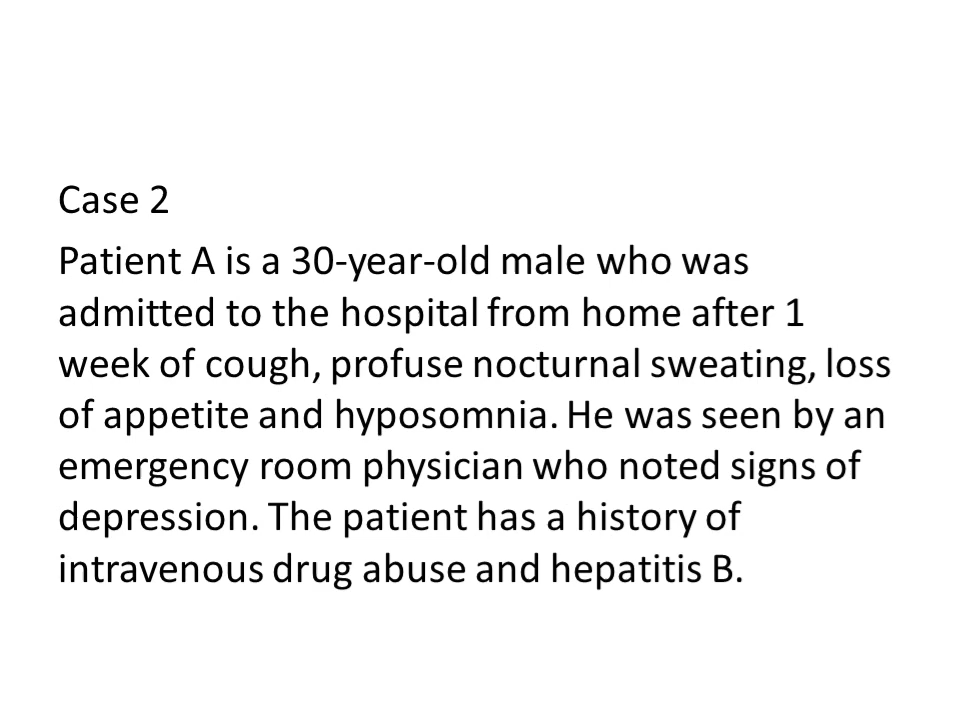 Case 2
Patient A is a 30-year-old male who was
admitted to the hospital from home after 1
week of cough, profuse nocturnal sweating, loss
of appetite and hyposomnia. He was seen by an
emergency room physician who noted signs of
depression. The patient has a history of
intravenous drug abuse and hepatitis B.